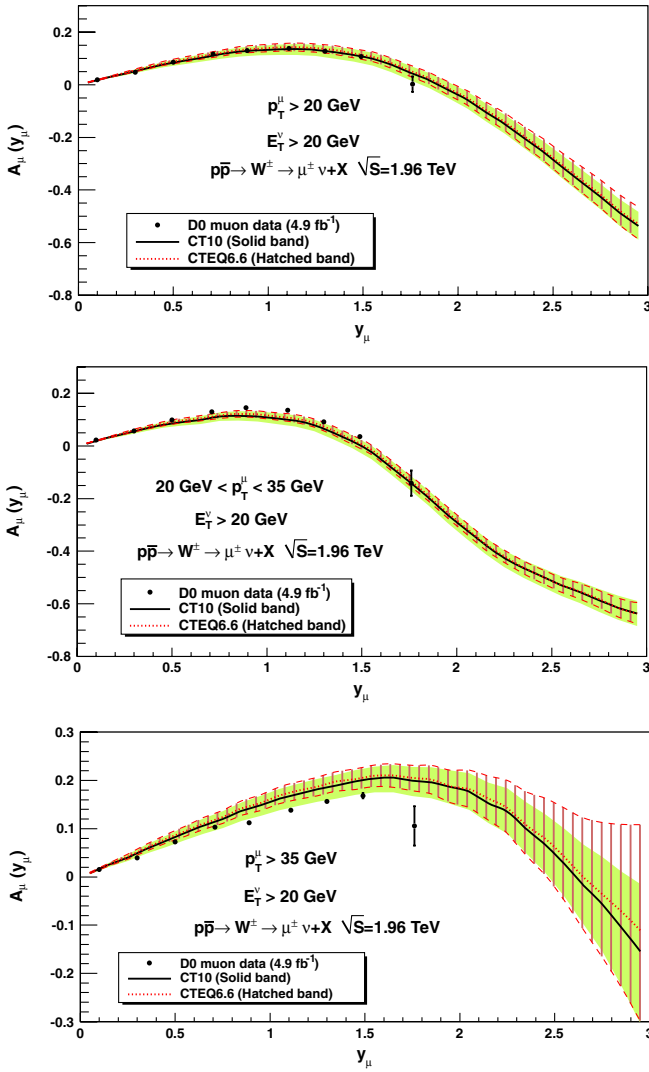 0.2
0
-0.2
-0.4
-0.6
-0.8
A_μ (y_μ)
p_T^μ > 20 GeV
E_T^ν > 20 GeV
pp̅ → W^± → μ^± ν+X √S=1.96 TeV
D0 muon data (4.9 fb^-1)
CT10 (Solid band)
CTEQ6.6 (Hatched band)
0 0.5 1 1.5 2 2.5 3
y_μ
0.2
0
-0.2
-0.4
-0.6
-0.8
A_μ (y_μ)
20 GeV < p_T^μ < 35 GeV
E_T^ν > 20 GeV
pp̅ → W^± → μ^± ν+X √S=1.96 TeV
D0 muon data (4.9 fb^-1)
CT10 (Solid band)
CTEQ6.6 (Hatched band)
0 0.5 1 1.5 2 2.5 3
y_μ
0.3
0.2
0.1
0
-0.1
-0.2
-0.3
A_μ (y_μ)
p_T^μ > 35 GeV
E_T^ν > 20 GeV
pp̅ → W^± → μ^± ν+X √S=1.96 TeV
D0 muon data (4.9 fb^-1)
CT10 (Solid band)
CTEQ6.6 (Hatched band)
0 0.5 1 1.5 2 2.5 3
y_μ